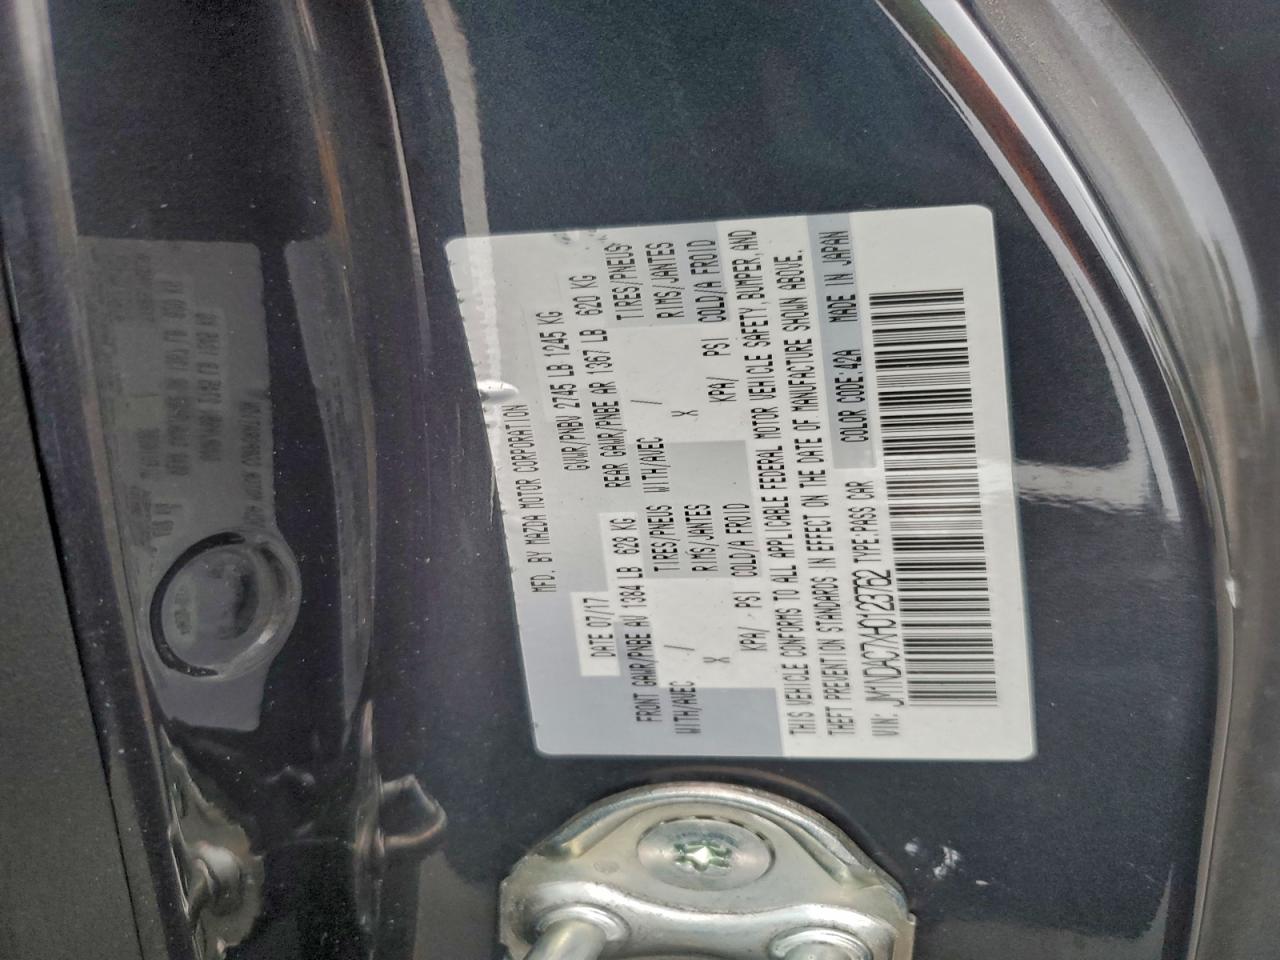 MFD. BY MAZDA MOTOR CORPORATION
DATE 07/17 GVWR/PNBV 2745 LB 1245 KG
FRONT GAWR/PNBE AV 1384 LB 628 KG REAR GAWR/PNBE AR 1367 LB 620 KG
WITH/AVEC / TIRES/PNEUS WITH/AVEC / TIRES/PNEUS
X RIMS/JANTES X RIMS/JANTES
KPA/ PSI COLD/A FROID KPA/ PSI COLD/A FROID
THIS VEHICLE CONFORMS TO ALL APPLICABLE FEDERAL MOTOR VEHICLE SAFETY, BUMPER, AND
THEFT PREVENTION STANDARDS IN EFFECT ON THE DATE OF MANUFACTURE SHOWN ABOVE.
COLOR CODE:42A MADE IN JAPAN
VIN: JM1NDAC7XH0123762 TYPE:PASS CAR